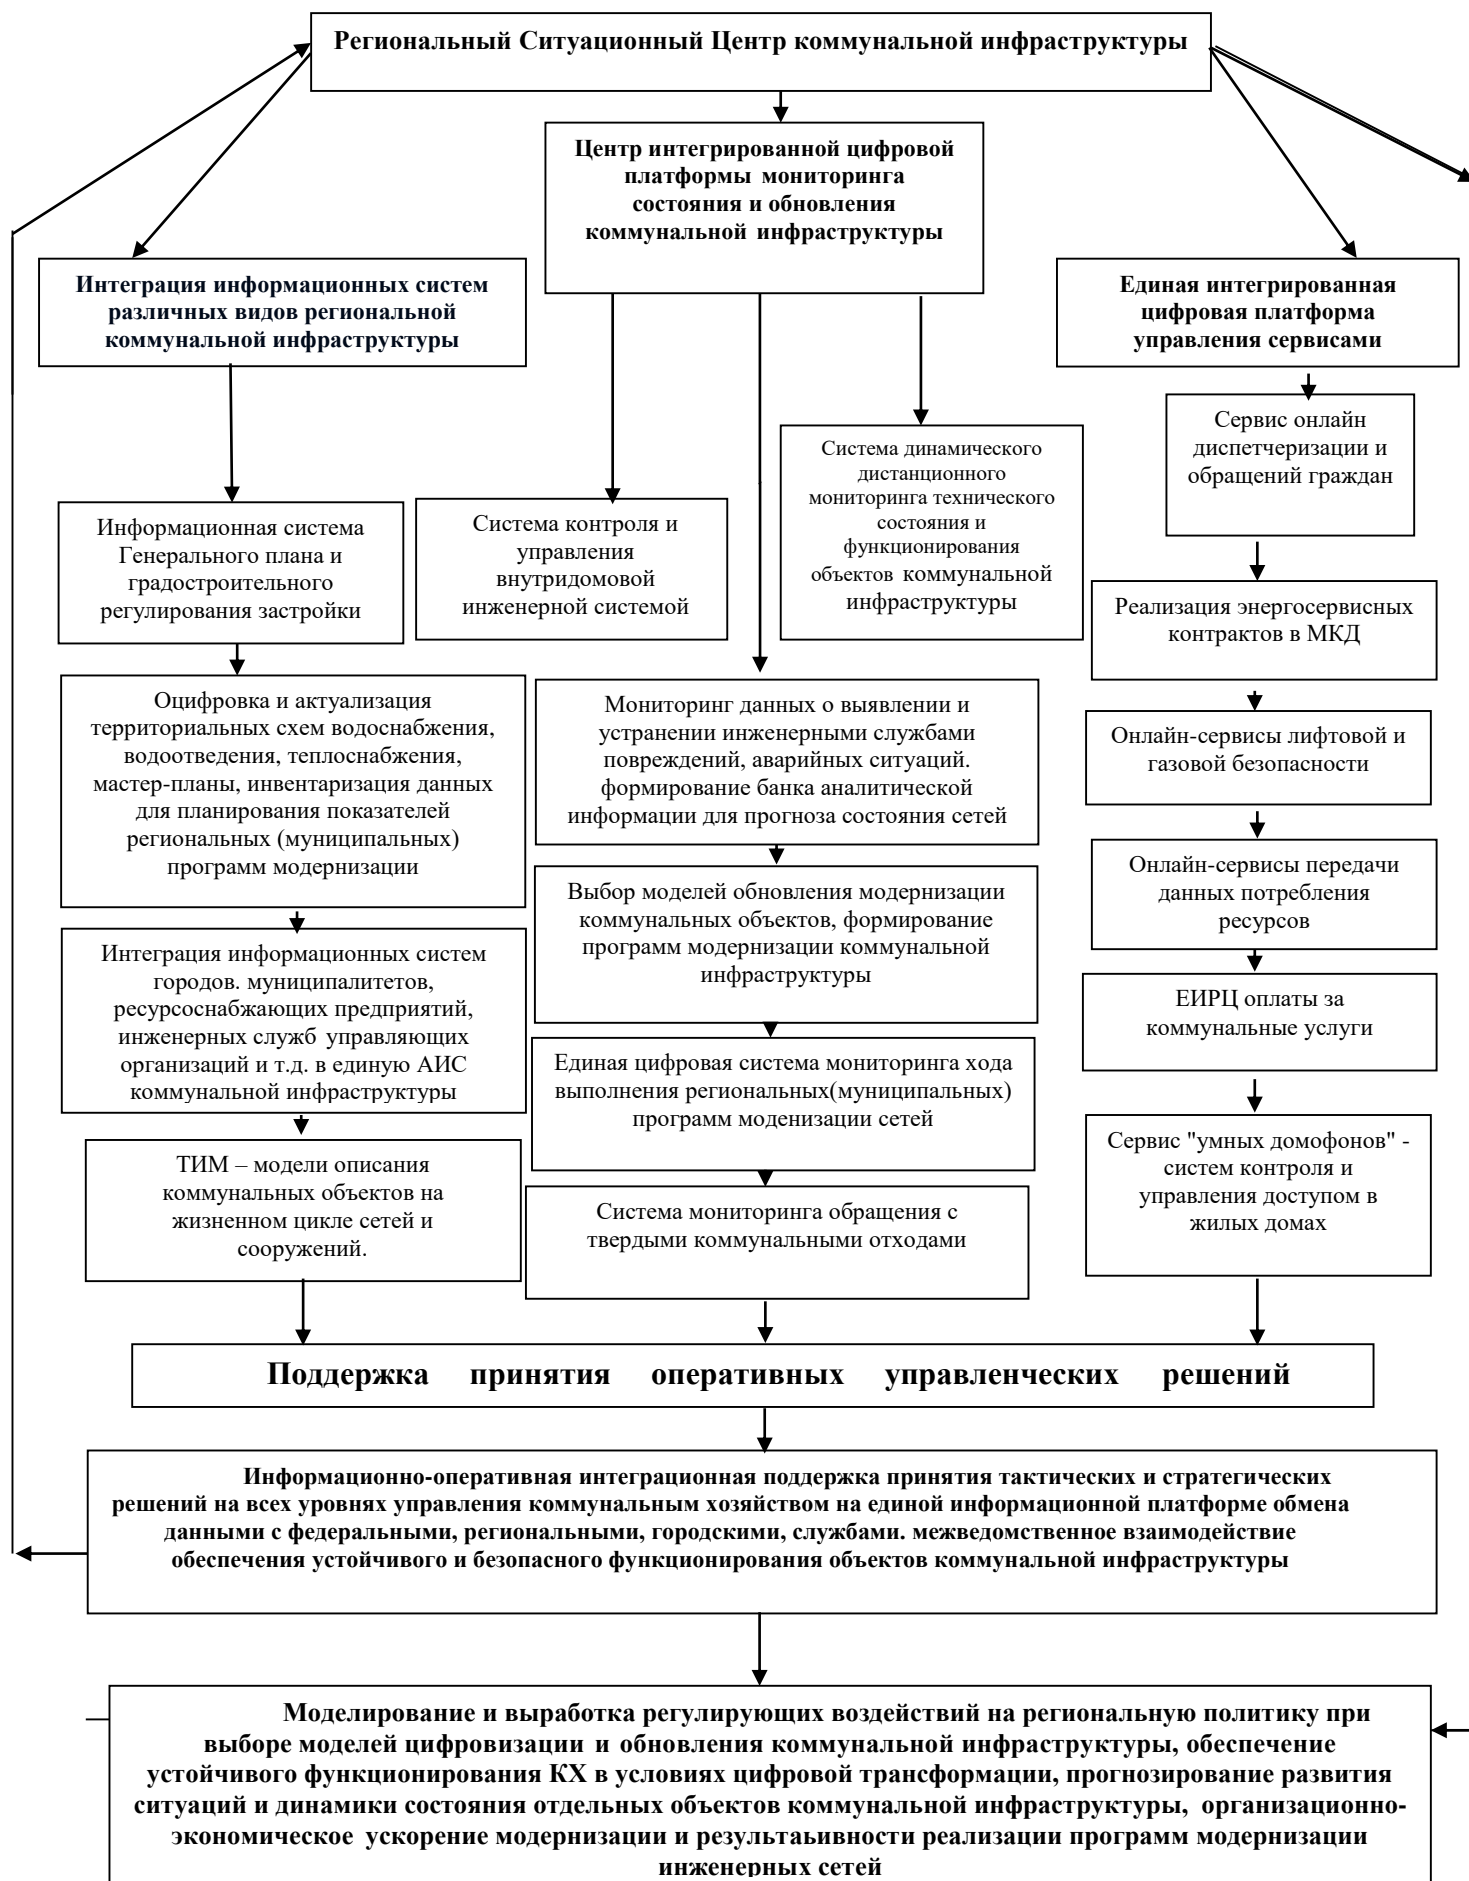 Региональный Ситуационный Центр коммунальной инфраструктуры
Центр интегрированной цифровой
платформы мониторинга
состояния и обновления
коммунальной инфраструктуры
Интеграция информационных систем
различных видов региональной
коммунальной инфраструктуры
Единая интегрированная
цифровая платформа
управления сервисами
Сервис онлайн
диспетчеризации и
обращений граждан
Система динамического
дистанционного
мониторинга технического
состояния и
функционирования
объектов коммунальной
инфраструктуры
Информационная система
Генерального плана и
градостроительного
регулирования застройки
Система контроля и
управления
внутридомовой
инженерной системой
Реализация энергосервисных
контрактов в МКД
Оцифровка и актуализация
территориальных схем водоснабжения,
водоотведения, теплоснабжения,
мастер-планы, инвентаризация данных
для планирования показателей
региональных (муниципальных)
программ модернизации
Мониторинг данных о выявлении и
устранении инженерными службами
повреждений, аварийных ситуаций.
формирование банка аналитической
информации для прогноза состояния сетей
Онлайн-сервисы лифтовой и
газовой безопасности
Онлайн-сервисы передачи
данных потребления
ресурсов
Выбор моделей обновления модернизации
коммунальных объектов, формирование
программ модернизации коммунальной
инфраструктуры
Интеграция информационных систем
городов. муниципалитетов,
ресурсоснабжающих предприятий,
инженерных служб управляющих
организаций и т.д. в единую АИС
коммунальной инфраструктуры
ЕИРЦ оплаты за
коммунальные услуги
Единая цифровая система мониторинга хода
выполнения региональных(муниципальных)
программ моденизации сетей
ТИМ – модели описания
коммунальных объектов на
жизненном цикле сетей и
сооружений.
Сервис "умных домофонов" -
систем контроля и
управления доступом в
жилых домах
Система мониторинга обращения с
твердыми коммунальными отходами
Поддержка принятия оперативных управленческих решений
Информационно-оперативная интеграционная поддержка принятия тактических и стратегических
решений на всех уровнях управления коммунальным хозяйством на единой информационной платформе обмена
данными с федеральными, региональными, городскими, службами. межведомственное взаимодействие
обеспечения устойчивого и безопасного функционирования объектов коммунальной инфраструктуры
Моделирование и выработка регулирующих воздействий на региональную политику при
выборе моделей цифровизации и обновления коммунальной инфраструктуры, обеспечение
устойчивого функционирования КХ в условиях цифровой трансформации, прогнозирование развития
ситуаций и динамики состояния отдельных объектов коммунальной инфраструктуры, организационно-
экономическое ускорение модернизации и результаьивности реализации программ модернизации
инженерных сетей